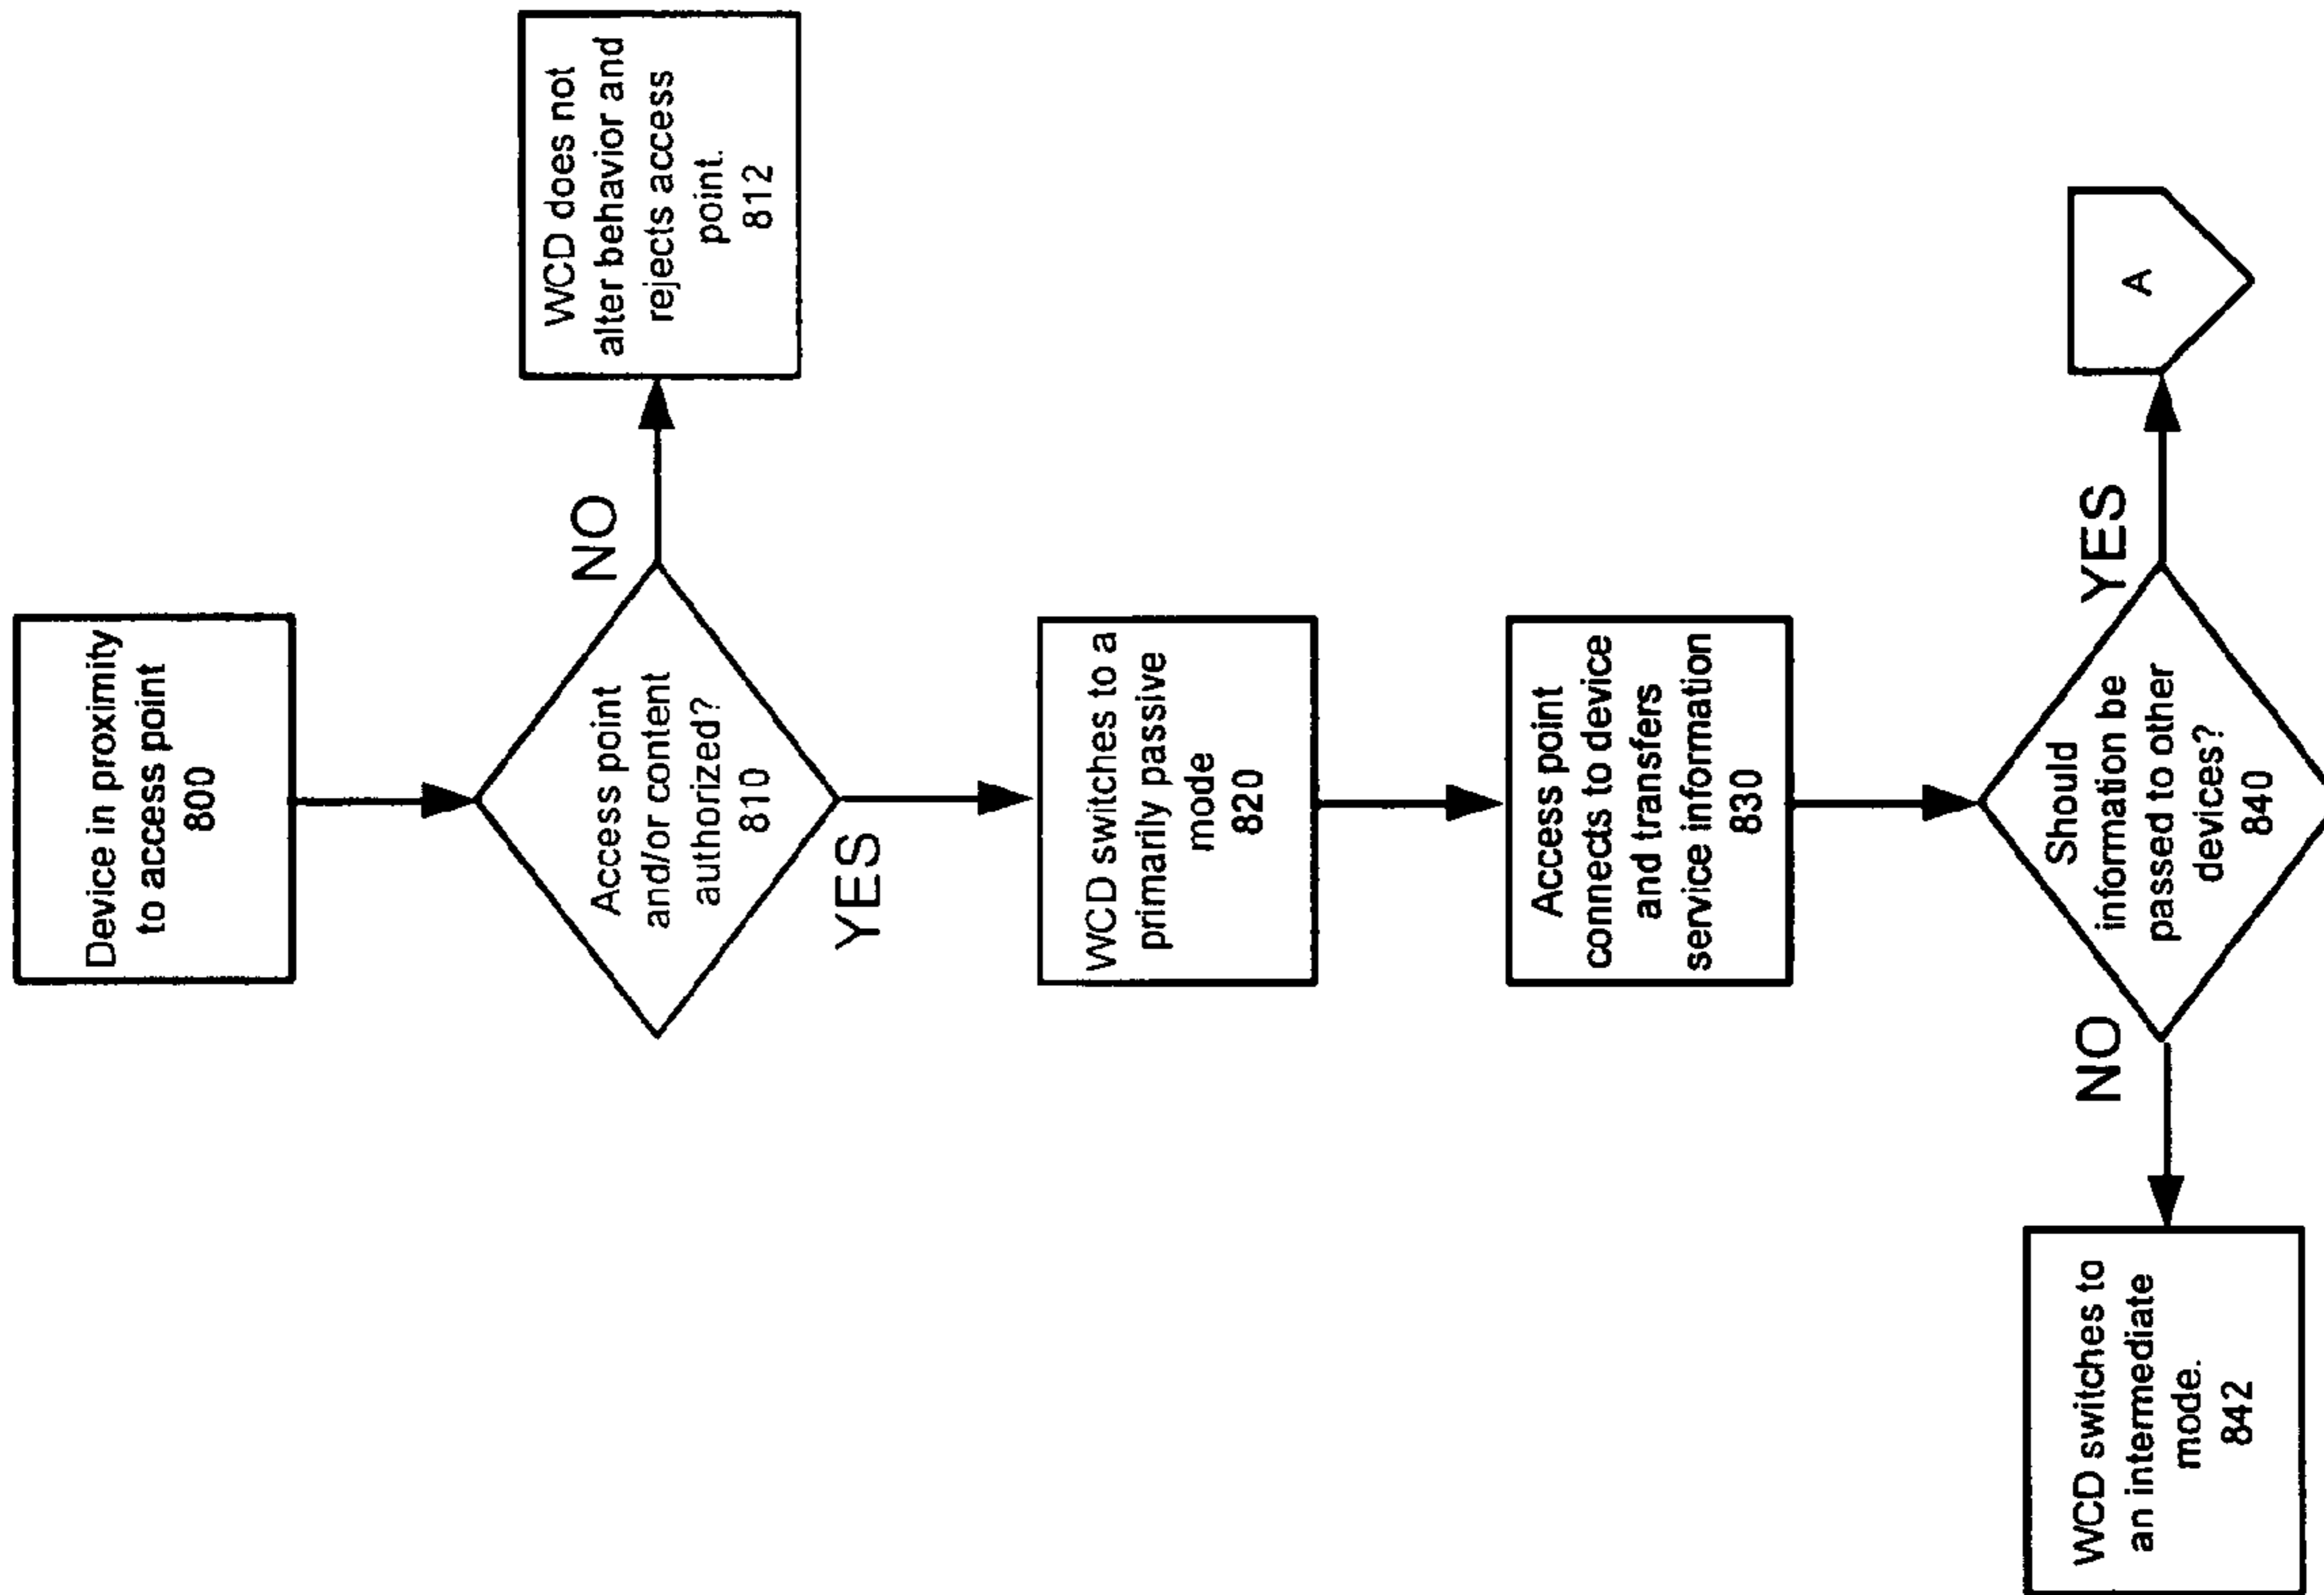 Device in proximity
to access point
800
Access point
and/or content
authorized?
810
NO
WCD does not
alter behavior and
rejects access
point.
812
YES
WCD switches to a
primarily passive
mode
820
Access point
connects to device
and transfers
service information
830
Should
information be
passed to other
devices?
840
NO
WCD switches to
an intermediate
mode.
842
YES
A